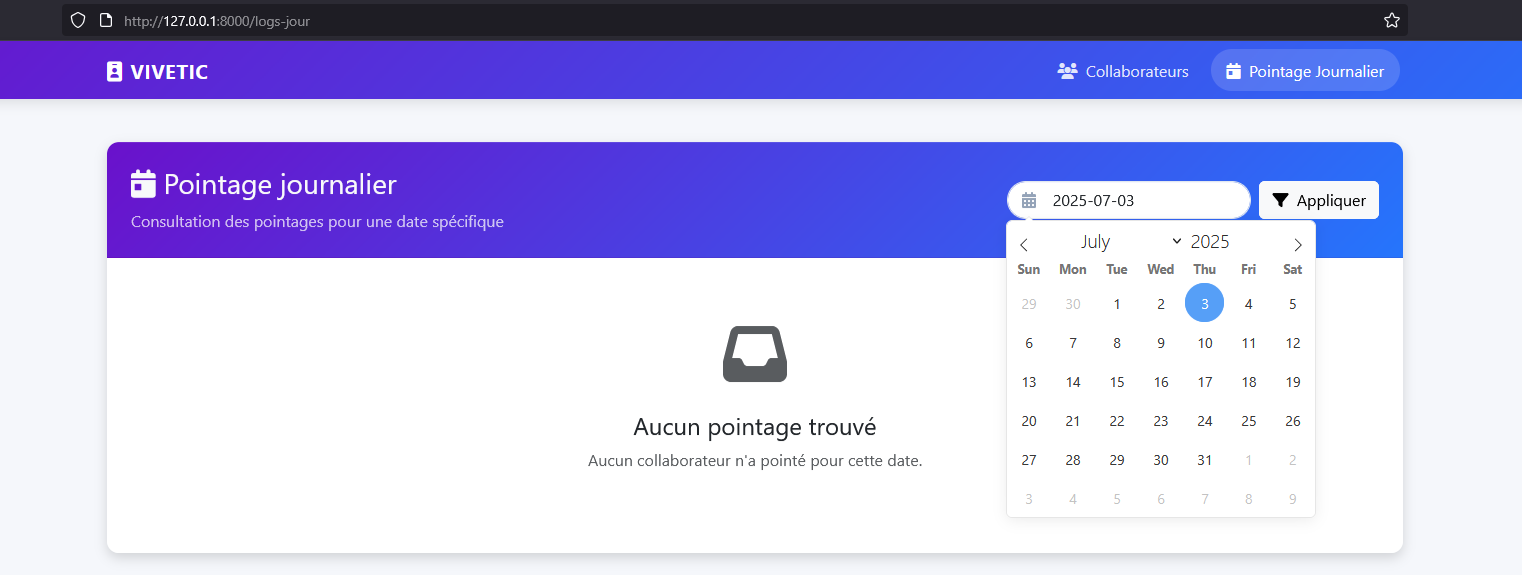 http://127.0.0.1:8000/logs-jour
VIVETIC
Collaborateurs
Pointage Journalier
Pointage journalier
Consultation des pointages pour une date spécifique
2025-07-03
Appliquer
July 2025
Sun Mon Tue Wed Thu Fri Sat
29 30 1 2 3 4 5
6 7 8 9 10 11 12
13 14 15 16 17 18 19
20 21 22 23 24 25 26
27 28 29 30 31 1 2
3 4 5 6 7 8 9
Aucun pointage trouvé
Aucun collaborateur n'a pointé pour cette date.